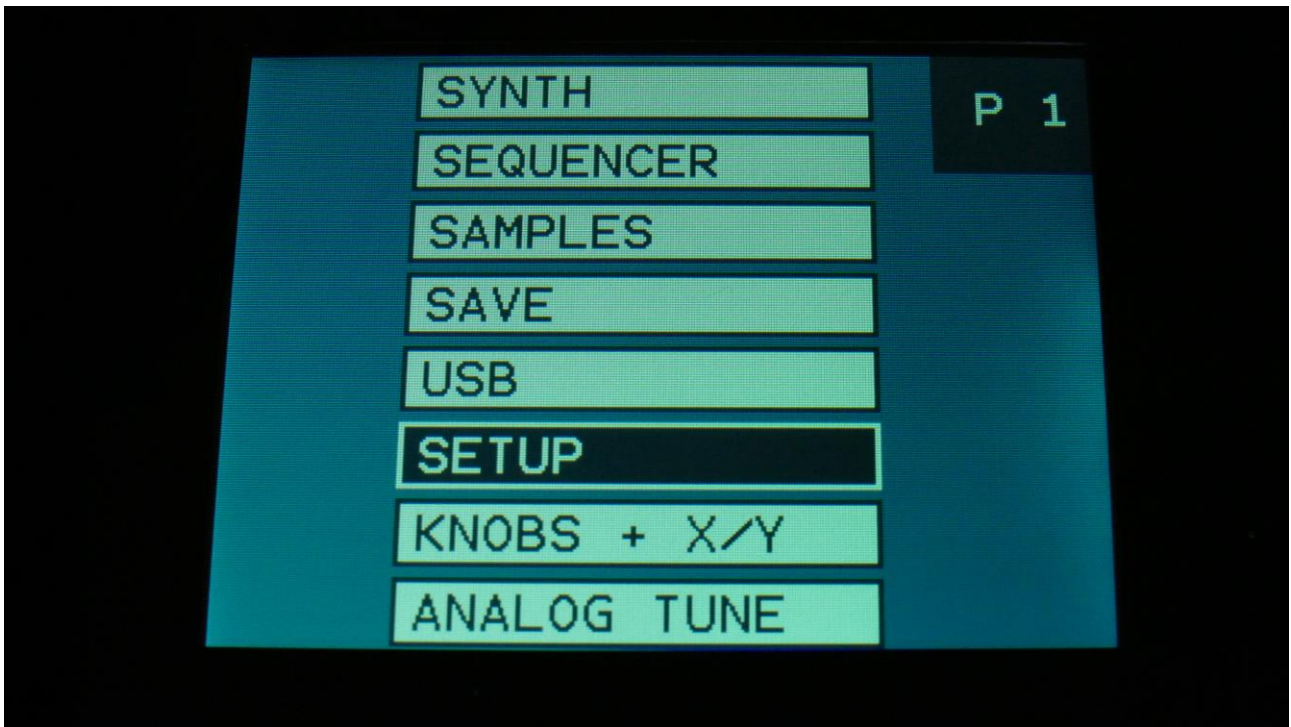 SYNTH
P 1
SEQUENCER
SAMPLES
SAVE
USB
SETUP
KNOBS + X/Y
ANALOG TUNE